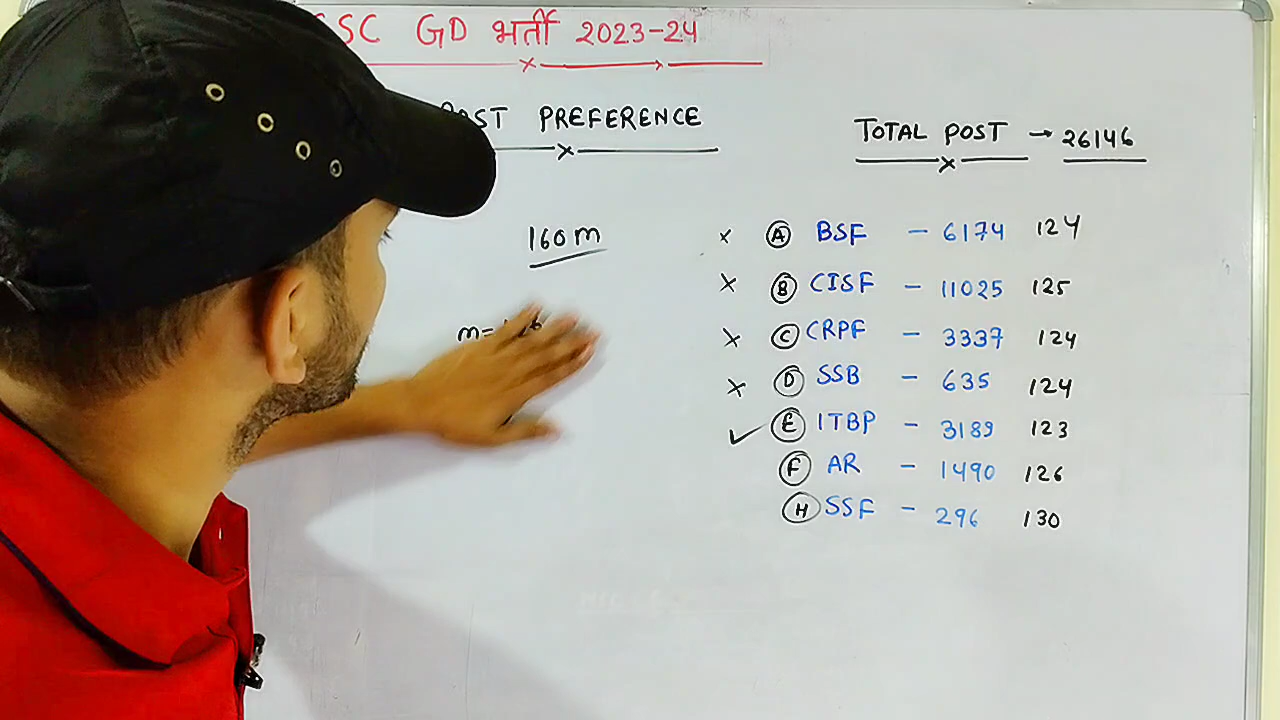 SSC GD भर्ती 2023-24
POST PREFERENCE
TOTAL POST → 26146
160 m
m=
× Ⓐ BSF - 6174 124
× Ⓑ CISF - 11025 125
× Ⓒ CRPF - 3337 124
× Ⓓ SSB - 635 124
✓ Ⓔ ITBP - 3189 123
Ⓕ AR - 1490 126
Ⓗ SSF - 296 130